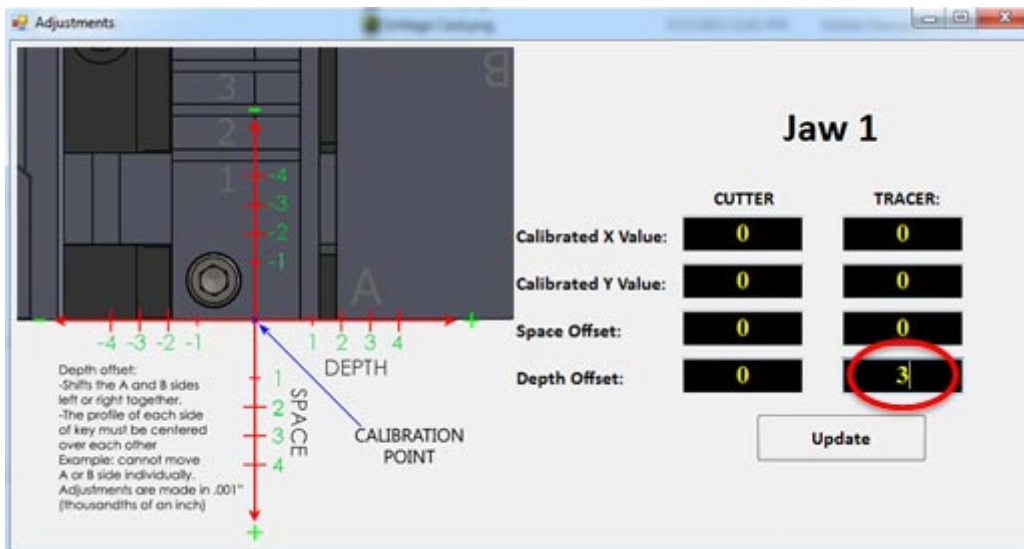 Adjustments
B
3
2
1
A
-
-4
-3
-2
-1
- -4 -3 -2 -1 1 2 3 4 +
DEPTH
1
2
3
4
+
SPACE
CALIBRATION
POINT
Depth offset:
-Shifts the A and B sides
left or right together.
-The profile of each side
of key must be centered
over each other
Example: cannot move
A or B side individually.
Adjustments are made in .001"
(thousandths of an inch)
Jaw 1
CUTTER TRACER:
Calibrated X Value: 0 0
Calibrated Y Value: 0 0
Space Offset: 0 0
Depth Offset: 0 3
Update